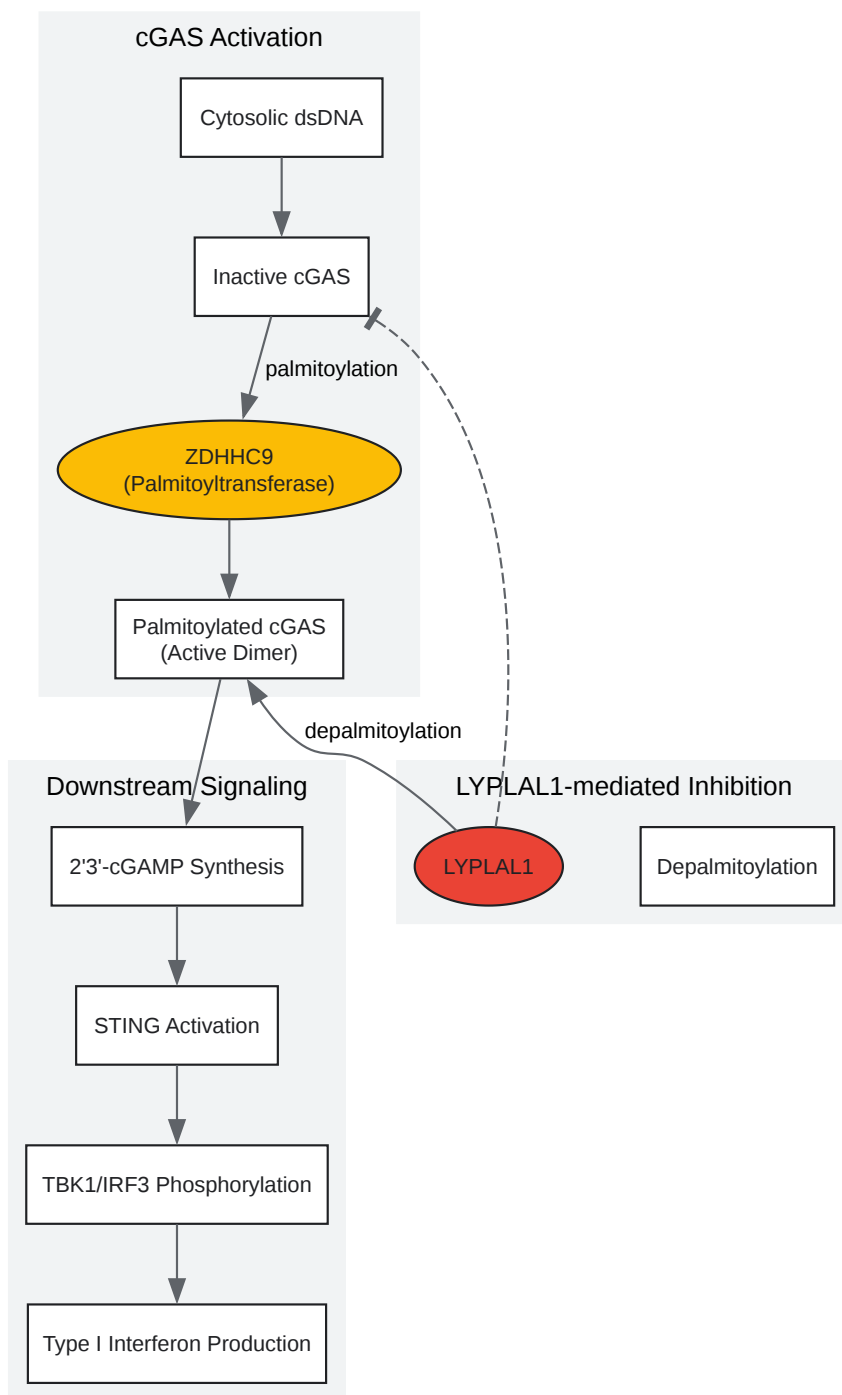 cGAS Activation
Cytosolic dsDNA
Inactive cGAS
palmitoylation
ZDHHC9
(Palmitoyltransferase)
Palmitoylated cGAS
(Active Dimer)
depalmitoylation
Downstream Signaling
2'3'-cGAMP Synthesis
STING Activation
TBK1/IRF3 Phosphorylation
Type I Interferon Production
LYPLAL1-mediated Inhibition
LYPLAL1
Depalmitoylation